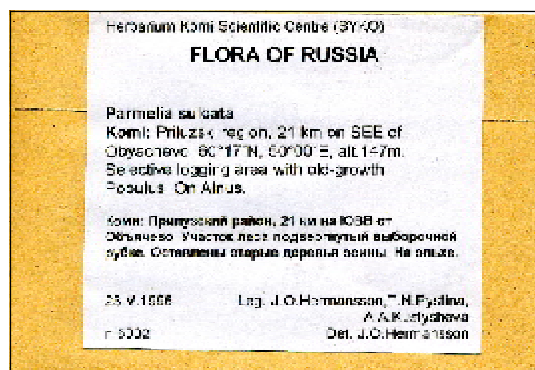 Herbarium Komi Scientific Centre (SYKO)
FLORA OF RUSSIA
Parmelia sulcata
Komi: Priluzsk region, 21 km on SEE of
Obyachevo, 60°17'N, 50°00'E, alt.147m.
Selective logging area with old-growth
Populus. On Alnus.
Коми: Прилузский район, 21 км на ЮВВ от
Объячево. Участок леса подвергнутый выборочной
рубке. Оставлены старые деревья осины. На ольхе.
1996 Leg. J.O.Hermansson, T.N.Pystina,
Det. J.O.Hermansson